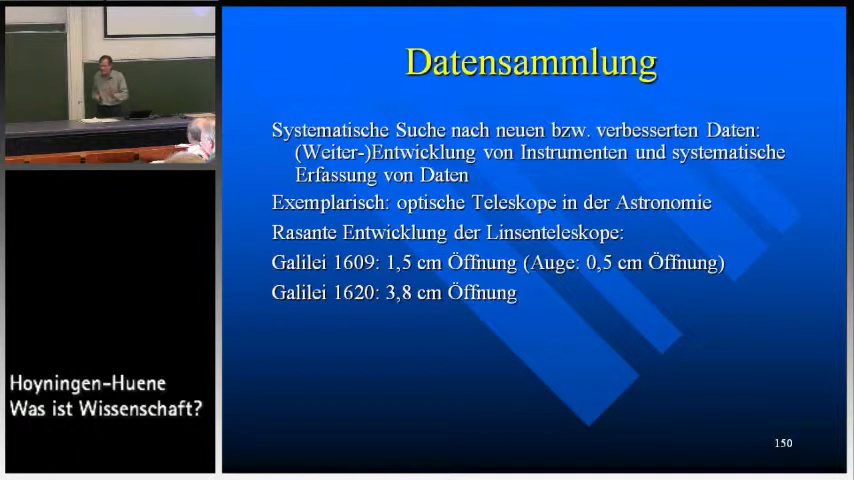 Datensammlung
Systematische Suche nach neuen bzw. verbesserten Daten:
(Weiter-)Entwicklung von Instrumenten und systematische
Erfassung von Daten
Exemplarisch: optische Teleskope in der Astronomie
Rasante Entwicklung der Linsenteleskope:
Galilei 1609: 1,5 cm Öffnung (Auge: 0,5 cm Öffnung)
Galilei 1620: 3,8 cm Öffnung
Hoyningen-Huene
Was ist Wissenschaft?
150